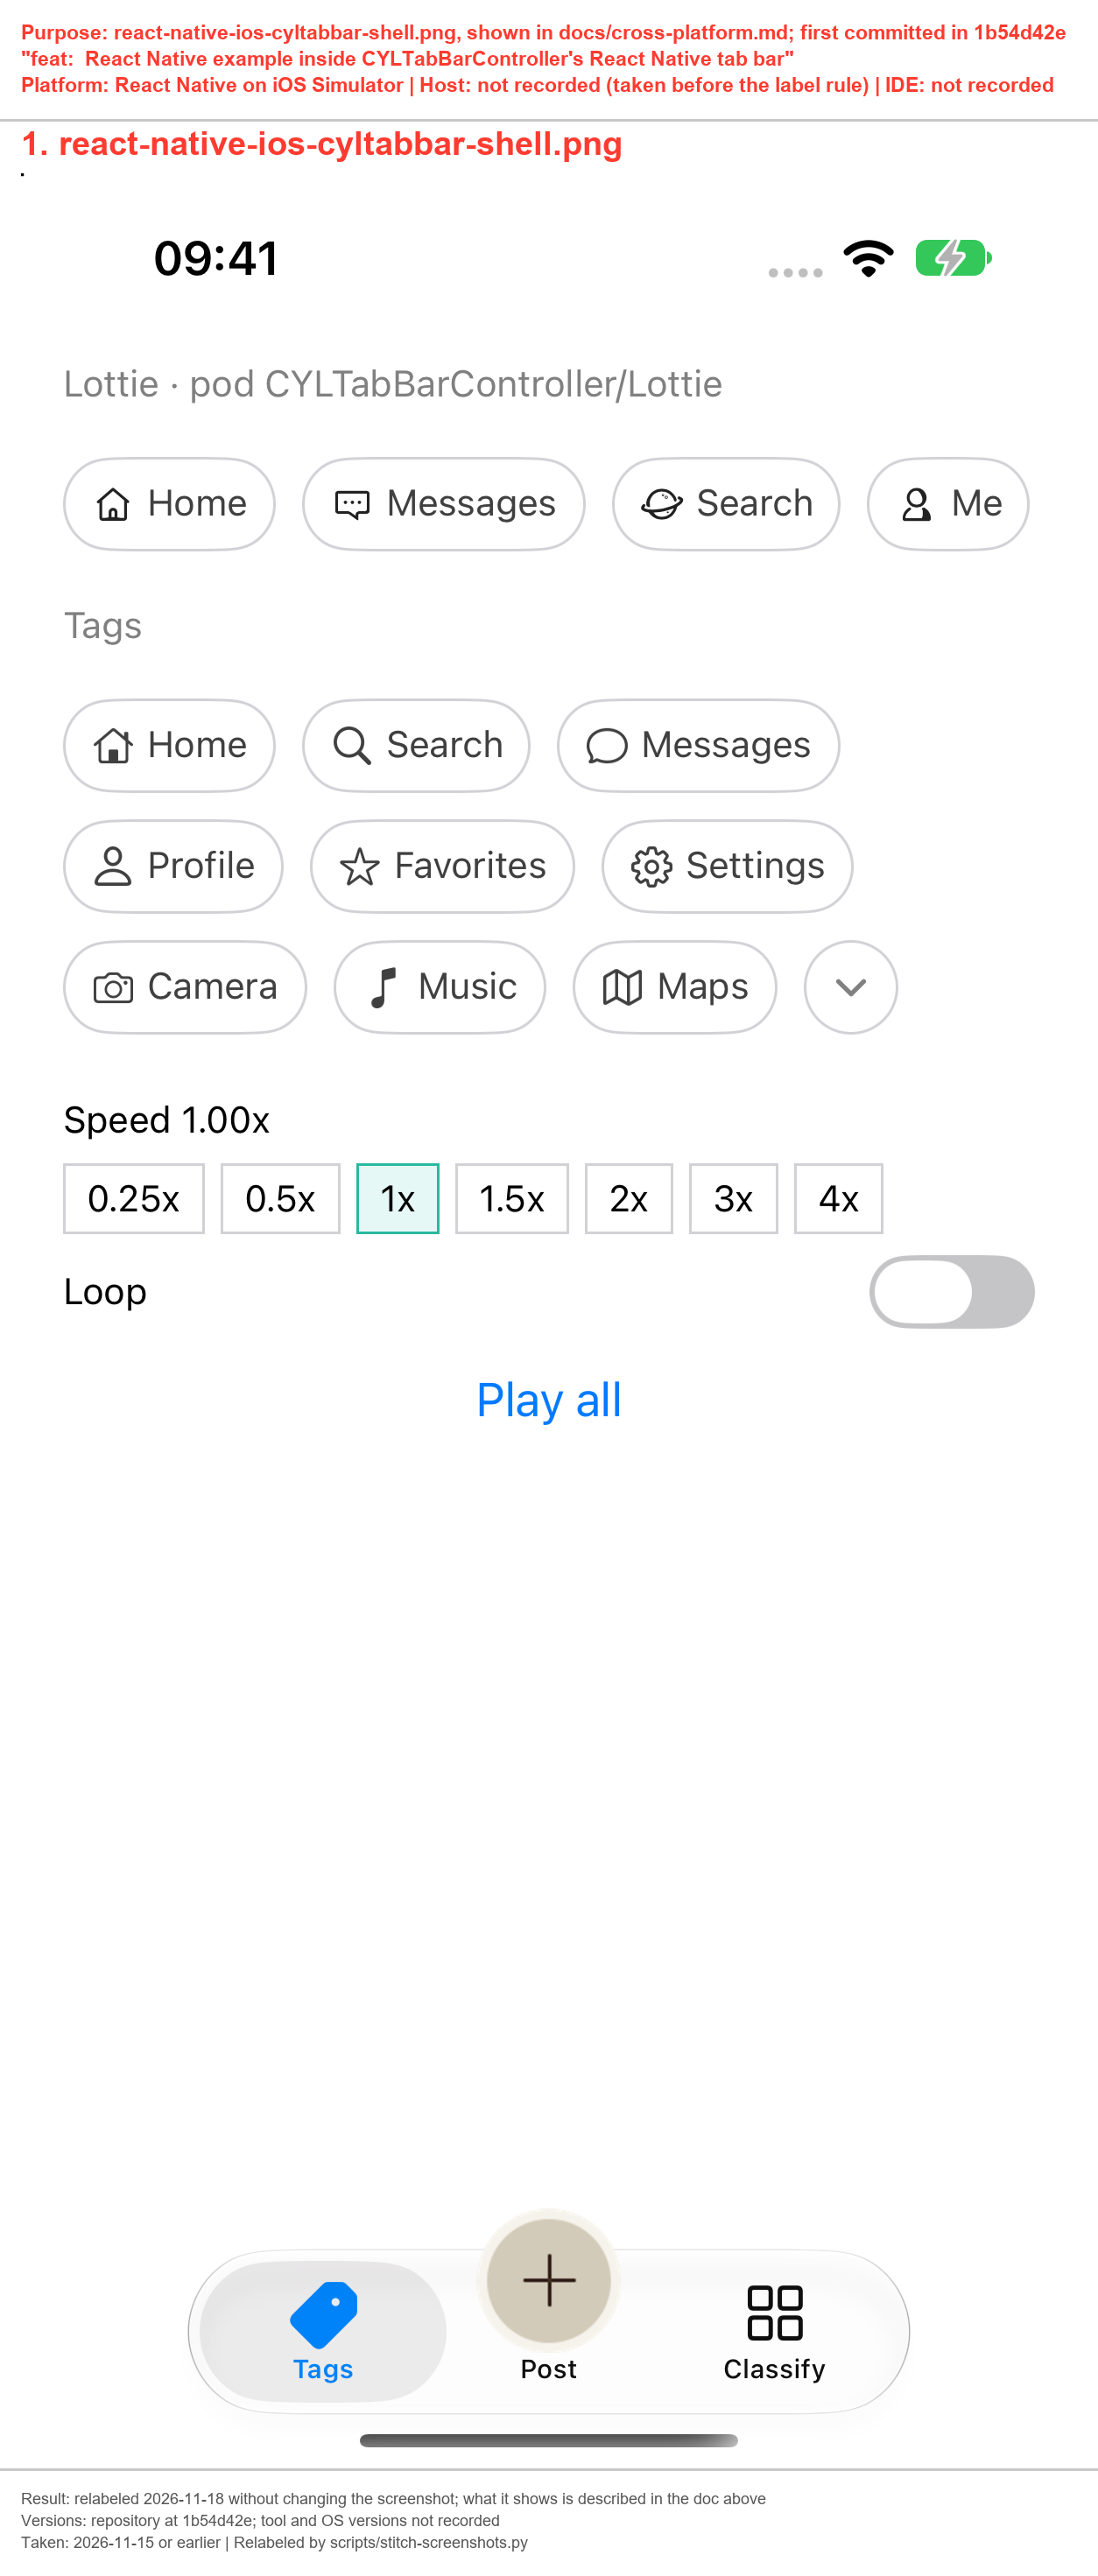 Purpose: react-native-ios-cyltabbar-shell.png, shown in docs/cross-platform.md; first committed in 1b54d42e
"feat:  React Native example inside CYLTabBarController's React Native tab bar"
Platform: React Native on iOS Simulator | Host: not recorded (taken before the label rule) | IDE: not recorded
1. react-native-ios-cyltabbar-shell.png
.
09:41
Lottie · pod CYLTabBarController/Lottie
Home Messages Search Me
Tags
Home Search Messages
Profile Favorites Settings
Camera Music Maps
Speed 1.00x
0.25x 0.5x 1x 1.5x 2x 3x 4x
Loop
Play all
Tags Post Classify
Result: relabeled 2026-11-18 without changing the screenshot; what it shows is described in the doc above
Versions: repository at 1b54d42e; tool and OS versions not recorded
Taken: 2026-11-15 or earlier | Relabeled by scripts/stitch-screenshots.py